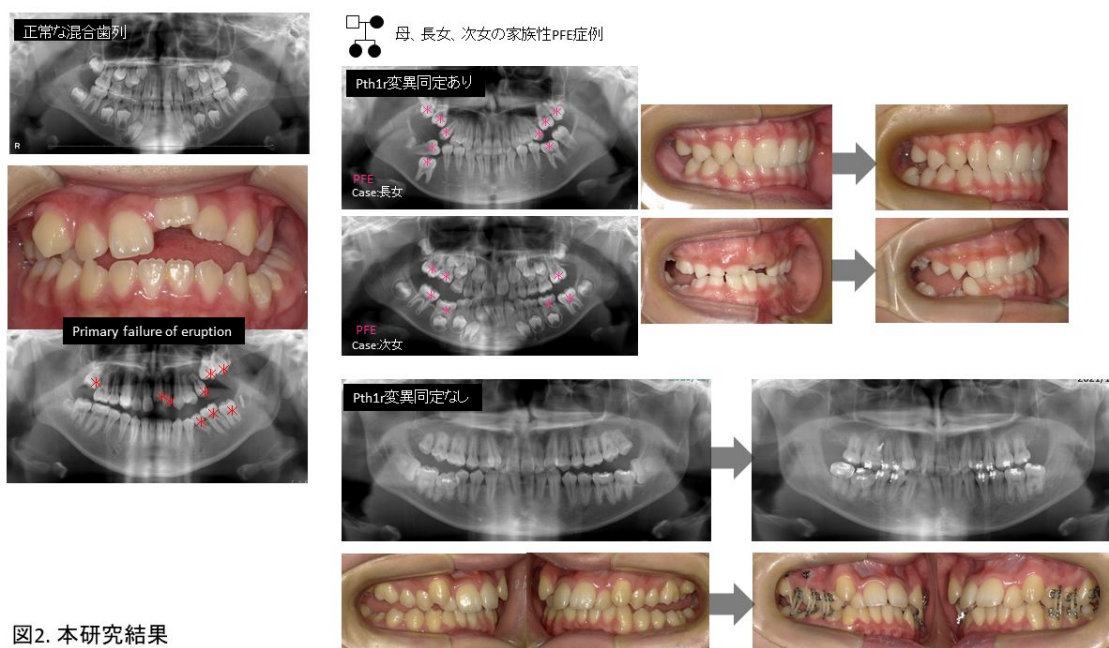 正常な混合歯列
R
Primary failure of eruption
母、長女、次女の家族性PFE症例
Pth1r変異同定あり
PFE
Case:長女
PFE
Case:次女
Pth1r変異同定なし
図2. 本研究結果